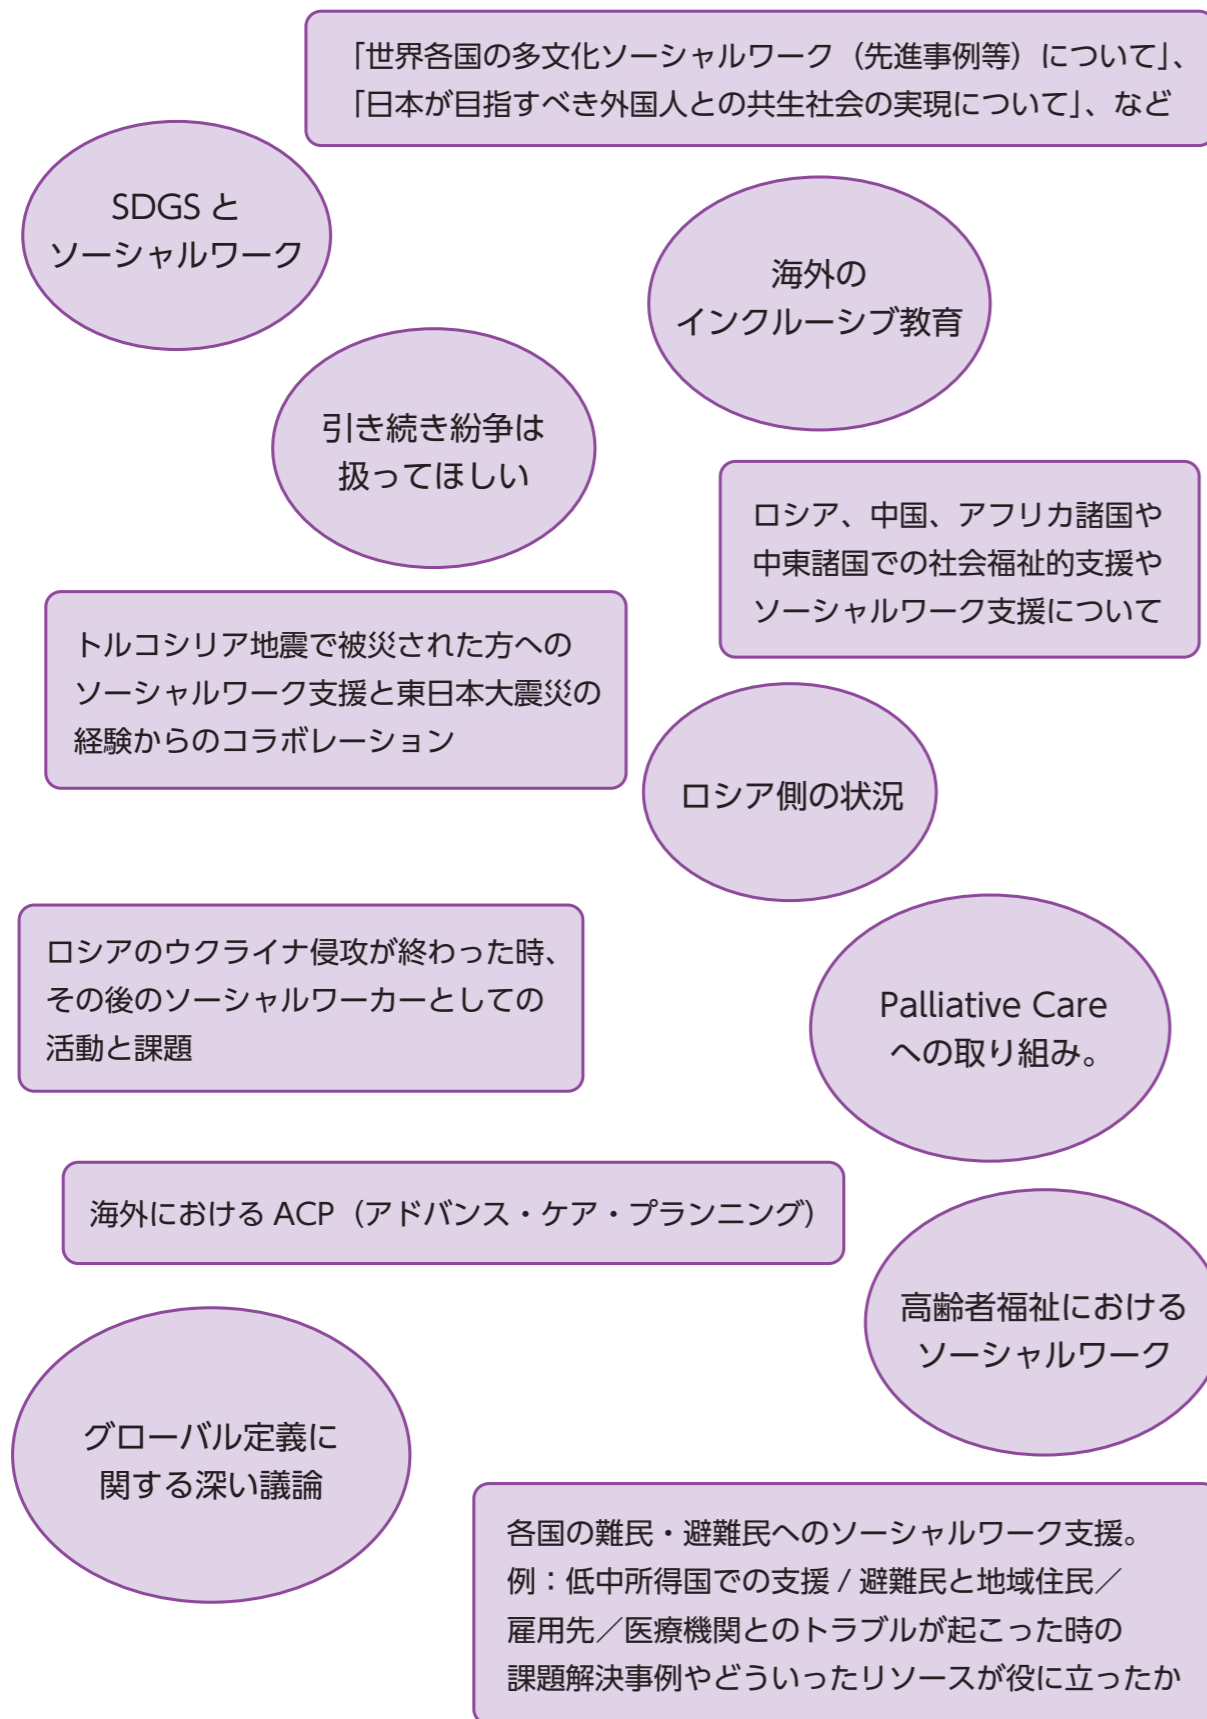 「世界各国の多文化ソーシャルワーク（先進事例等）について」、
「日本が目指すべき外国人との共生社会の実現について」、など
SDGS と
ソーシャルワーク
海外の
インクルーシブ教育
引き続き紛争は
扱ってほしい
ロシア、中国、アフリカ諸国や
中東諸国での社会福祉的支援や
ソーシャルワーク支援について
トルコシリア地震で被災された方への
ソーシャルワーク支援と東日本大震災の
経験からのコラボレーション
ロシア側の状況
ロシアのウクライナ侵攻が終わった時、
その後のソーシャルワーカーとしての
活動と課題
Palliative Care
への取り組み。
海外における ACP（アドバンス・ケア・プランニング）
高齢者福祉における
ソーシャルワーク
グローバル定義に
関する深い議論
各国の難民・避難民へのソーシャルワーク支援。
例：低中所得国での支援 / 避難民と地域住民／
雇用先／医療機関とのトラブルが起こった時の
課題解決事例やどういったリソースが役に立ったか